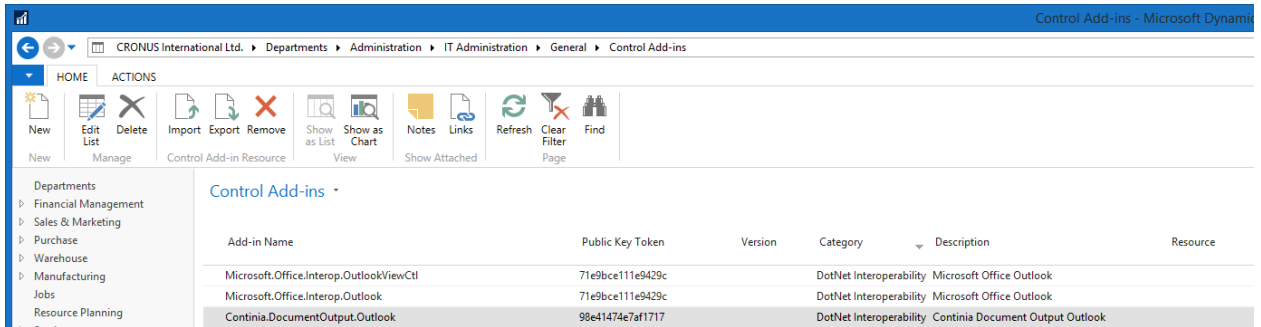 Control Add-ins - Microsoft Dynamic
CRONUS International Ltd. Departments Administration IT Administration General Control Add-ins
HOME ACTIONS
New Edit List Delete Import Export Remove Show as List Show as Chart Notes Links Refresh Clear Filter Find
New Manage Control Add-in Resource View Show Attached Page
Departments
Control Add-ins
Financial Management
Sales & Marketing
Purchase
Add-in Name Public Key Token Version Category Description Resource
Warehouse
Manufacturing
Microsoft.Office.Interop.OutlookViewCtl 71e9bce111e9429c DotNet Interoperability Microsoft Office Outlook
Jobs
Microsoft.Office.Interop.Outlook 71e9bce111e9429c DotNet Interoperability Microsoft Office Outlook
Resource Planning
Continia.DocumentOutput.Outlook 98e41474e7af1717 DotNet Interoperability Continia Document Output Outlook